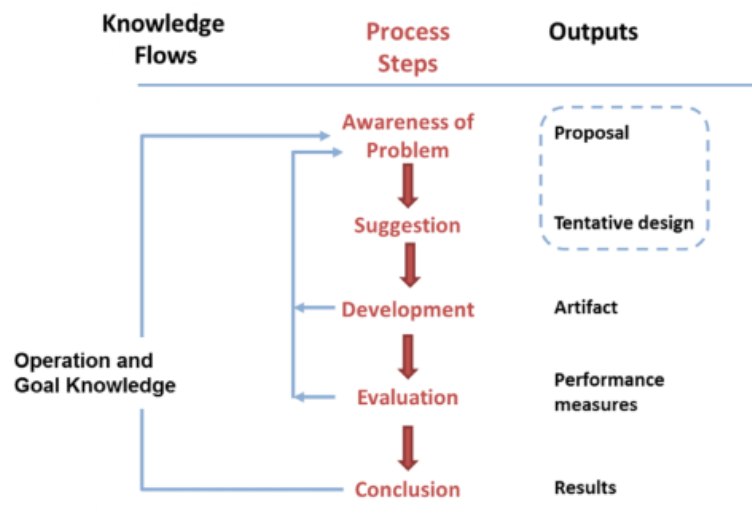 Knowledge
Flows
Process
Steps
Outputs
Awareness of
Problem
Proposal
Suggestion
Tentative design
Development
Artifact
Operation and
Goal Knowledge
Evaluation
Performance
measures
Conclusion
Results